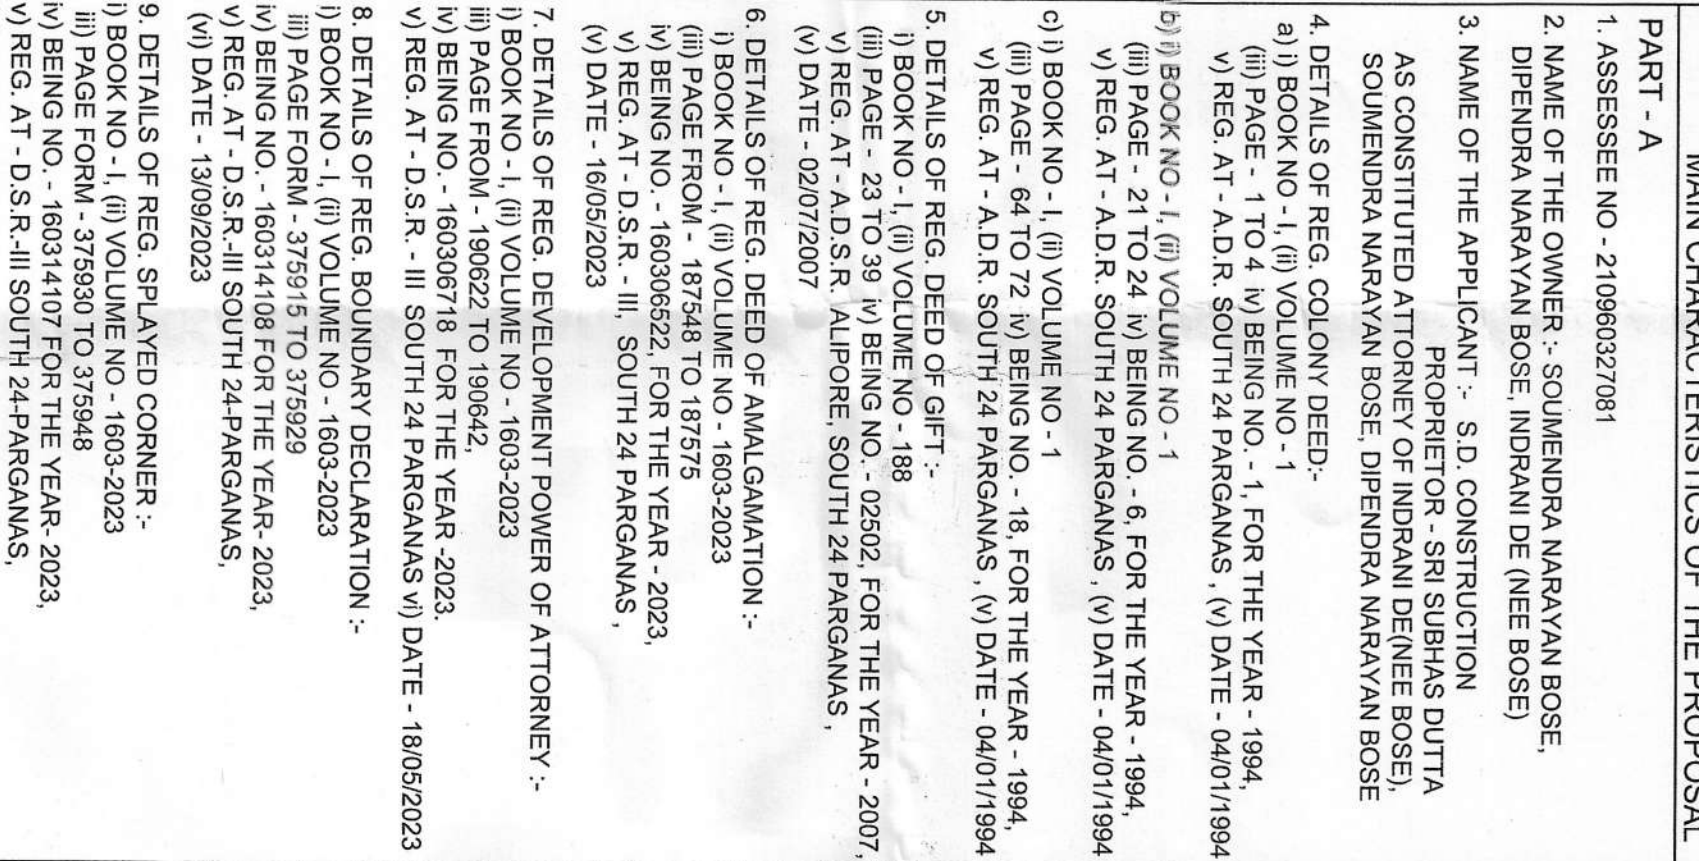 MAIN CHARACTERISTICS OF THE PROPOSAL
PART - A
1. ASSESSEE NO - 210960327081
2. NAME OF THE OWNER :- SOUMENDRA NARAYAN BOSE,
DIPENDRA NARAYAN BOSE, INDRANI DE (NEE BOSE)
3. NAME OF THE APPLICANT :- S.D. CONSTRUCTION
PROPRIETOR - SRI SUBHAS DUTTA
AS CONSTITUTED ATTORNEY OF INDRANI DE(NEE BOSE),
SOUMENDRA NARAYAN BOSE, DIPENDRA NARAYAN BOSE
4. DETAILS OF REG. COLONY DEED:-
a) i) BOOK NO - I, (ii) VOLUME NO - 1
(iii) PAGE - 1 TO 4 iv) BEING NO. - 1, FOR THE YEAR - 1994,
v) REG. AT - A.D.R. SOUTH 24 PARGANAS , (v) DATE - 04/01/1994
b) i) BOOK NO - I, (ii) VOLUME NO - 1
(iii) PAGE - 21 TO 24 iv) BEING NO. - 6, FOR THE YEAR - 1994,
v) REG. AT - A.D.R. SOUTH 24 PARGANAS , (v) DATE - 04/01/1994
c) i) BOOK NO - I, (ii) VOLUME NO - 1
(iii) PAGE - 64 TO 72 iv) BEING NO. - 18, FOR THE YEAR - 1994,
v) REG. AT - A.D.R. SOUTH 24 PARGANAS , (v) DATE - 04/01/1994
5. DETAILS OF REG. DEED OF GIFT :-
i) BOOK NO - I, (ii) VOLUME NO - 188
(iii) PAGE - 23 TO 39 iv) BEING NO. - 02502, FOR THE YEAR - 2007,
v) REG. AT - A.D.S.R. ALIPORE, SOUTH 24 PARGANAS ,
(v) DATE - 02/07/2007
6. DETAILS OF REG. DEED OF AMALGAMATION :-
i) BOOK NO - I, (ii) VOLUME NO - 1603-2023
(iii) PAGE FROM - 187548 TO 187575
iv) BEING NO. - 160306522, FOR THE YEAR - 2023,
v) REG. AT - D.S.R. - III, SOUTH 24 PARGANAS ,
(v) DATE - 16/05/2023
7. DETAILS OF REG. DEVELOPMENT POWER OF ATTORNEY :-
i) BOOK NO - I, (ii) VOLUME NO - 1603-2023
iii) PAGE FROM - 190622 TO 190642,
iv) BEING NO. - 160306718 FOR THE YEAR -2023.
v) REG. AT - D.S.R. - III SOUTH 24 PARGANAS vi) DATE - 18/05/2023
8. DETAILS OF REG. BOUNDARY DECLARATION :-
i) BOOK NO - I, (ii) VOLUME NO - 1603-2023
iii) PAGE FORM - 375915 TO 375929
iv) BEING NO. - 160314108 FOR THE YEAR- 2023,
v) REG. AT - D.S.R.-III SOUTH 24-PARGANAS,
(vi) DATE - 13/09/2023
9. DETAILS OF REG. SPLAYED CORNER :-
i) BOOK NO - I, (ii) VOLUME NO - 1603-2023
iii) PAGE FORM - 375930 TO 375948
iv) BEING NO. - 160314107 FOR THE YEAR- 2023,
v) REG. AT - D.S.R.-III SOUTH 24-PARGANAS,